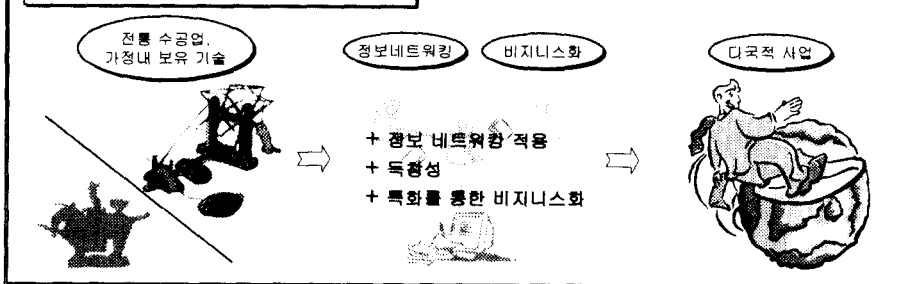 전통 수공업,
가정내 보유 기술
정보네트워킹
비지니스화
다국적 사업
+ 정보 네트워킹 적용
+ 독창성
+ 특화를 통한 비지니스화